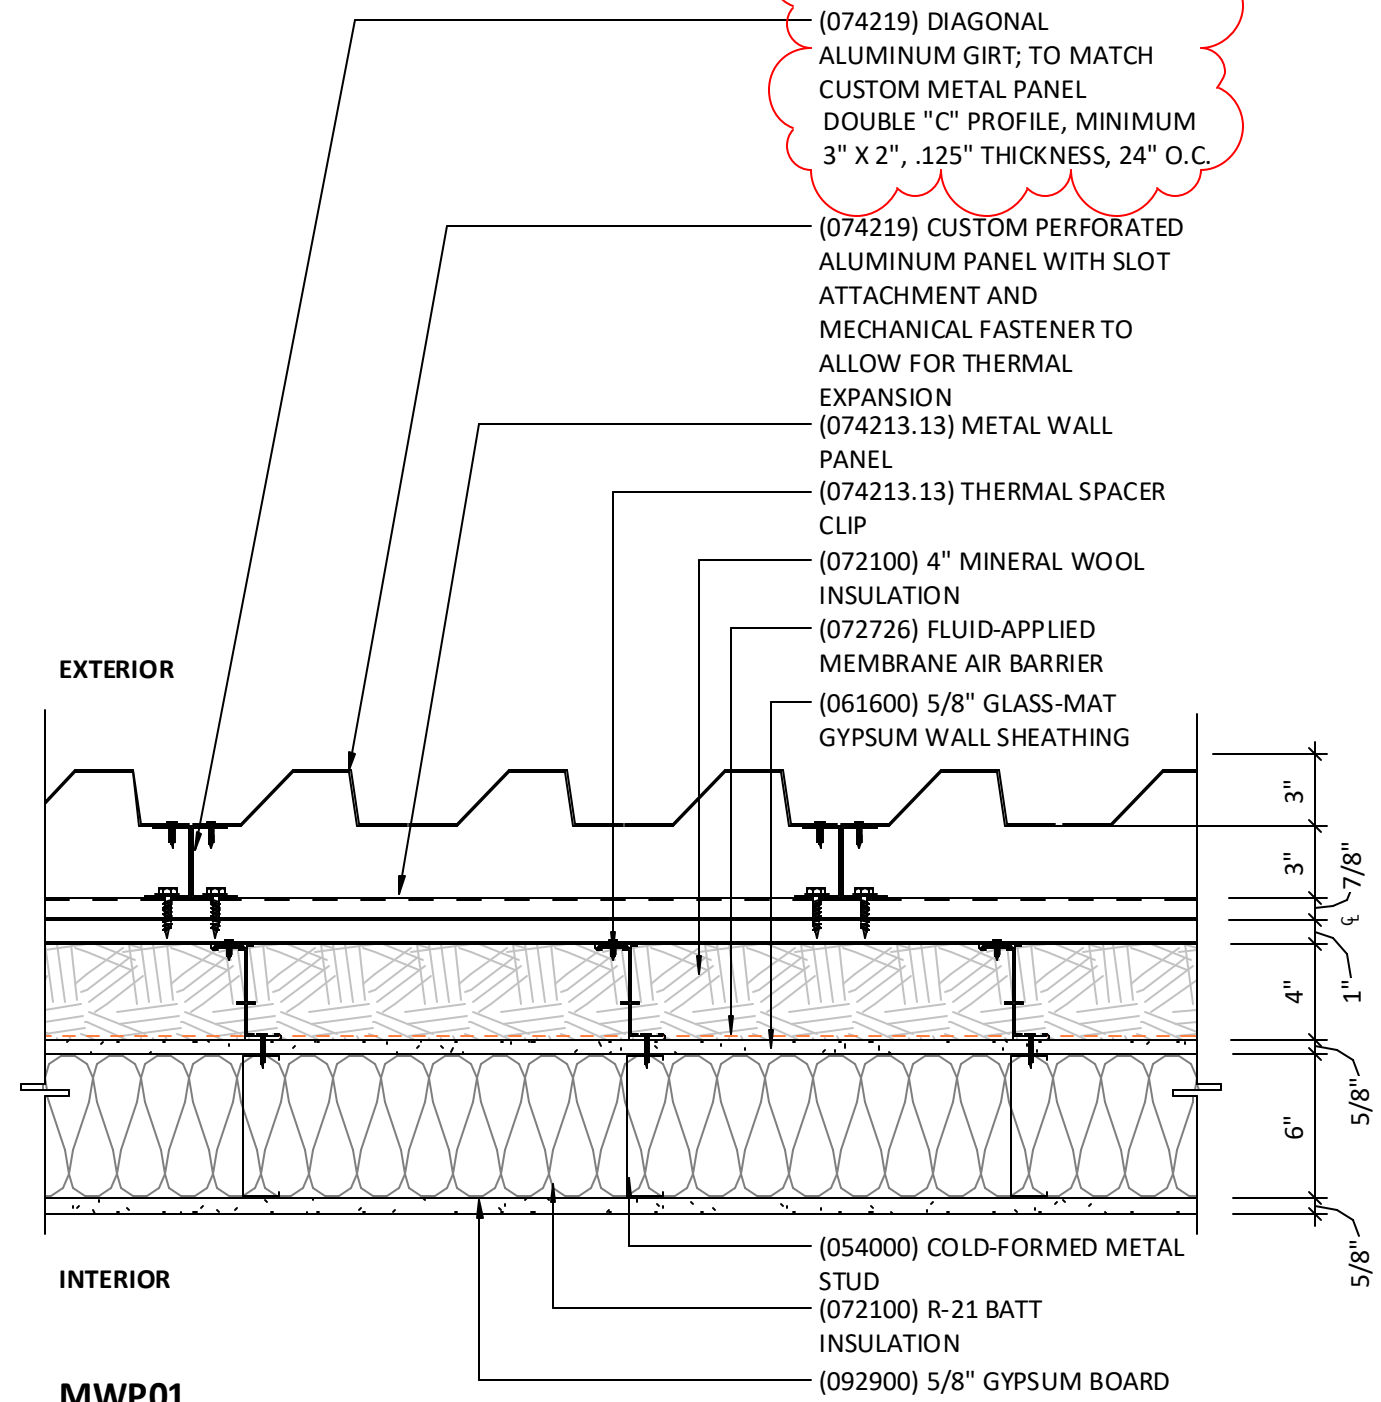 (074219) DIAGONAL
ALUMINUM GIRT; TO MATCH
CUSTOM METAL PANEL
DOUBLE "C" PROFILE, MINIMUM
3" X 2", .125" THICKNESS, 24" O.C.
(074219) CUSTOM PERFORATED
ALUMINUM PANEL WITH SLOT
ATTACHMENT AND
MECHANICAL FASTENER TO
ALLOW FOR THERMAL
EXPANSION
(074213.13) METAL WALL
PANEL
(074213.13) THERMAL SPACER
CLIP
(072100) 4" MINERAL WOOL
INSULATION
(072726) FLUID-APPLIED
MEMBRANE AIR BARRIER
(061600) 5/8" GLASS-MAT
GYPSUM WALL SHEATHING
EXTERIOR
3"
3"
7/8"
℄
1"
4"
5/8"
6"
5/8"
INTERIOR
(054000) COLD-FORMED METAL
STUD
(072100) R-21 BATT
INSULATION
(092900) 5/8" GYPSUM BOARD
MWP01